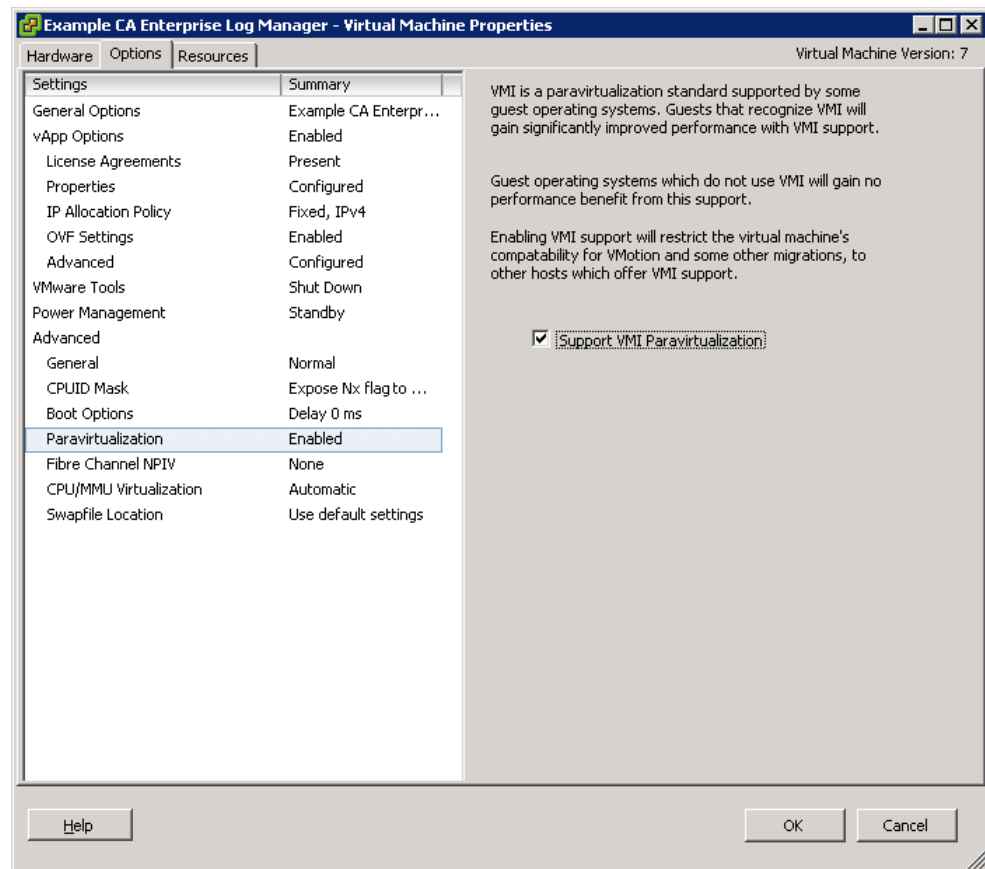 Example CA Enterprise Log Manager - Virtual Machine Properties
Hardware Options Resources Virtual Machine Version: 7
Settings Summary
General Options Example CA Enterpr...
vApp Options Enabled
License Agreements Present
Properties Configured
IP Allocation Policy Fixed, IPv4
OVF Settings Enabled
Advanced Configured
VMware Tools Shut Down
Power Management Standby
Advanced
General Normal
CPUID Mask Expose Nx flag to ...
Boot Options Delay 0 ms
Paravirtualization Enabled
Fibre Channel NPIV None
CPU/MMU Virtualization Automatic
Swapfile Location Use default settings
VMI is a paravirtualization standard supported by some
guest operating systems. Guests that recognize VMI will
gain significantly improved performance with VMI support.
Guest operating systems which do not use VMI will gain no
performance benefit from this support.
Enabling VMI support will restrict the virtual machine's
compatability for VMotion and some other migrations, to
other hosts which offer VMI support.
Support VMI Paravirtualization
Help OK Cancel